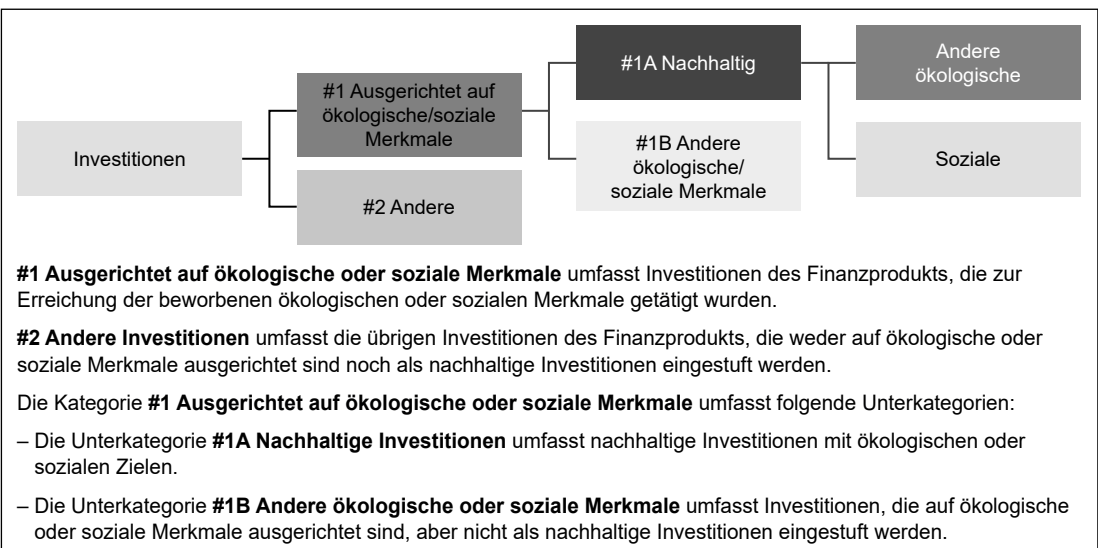 Investitionen
#1 Ausgerichtet auf
ökologische/soziale
Merkmale
#2 Andere
#1A Nachhaltig
#1B Andere
ökologische/
soziale Merkmale
Andere
ökologische
Soziale
#1 Ausgerichtet auf ökologische oder soziale Merkmale umfasst Investitionen des Finanzprodukts, die zur
Erreichung der beworbenen ökologischen oder sozialen Merkmale getätigt wurden.
#2 Andere Investitionen umfasst die übrigen Investitionen des Finanzprodukts, die weder auf ökologische oder
soziale Merkmale ausgerichtet sind noch als nachhaltige Investitionen eingestuft werden.
Die Kategorie #1 Ausgerichtet auf ökologische oder soziale Merkmale umfasst folgende Unterkategorien:
– Die Unterkategorie #1A Nachhaltige Investitionen umfasst nachhaltige Investitionen mit ökologischen oder
sozialen Zielen.
– Die Unterkategorie #1B Andere ökologische oder soziale Merkmale umfasst Investitionen, die auf ökologische
oder soziale Merkmale ausgerichtet sind, aber nicht als nachhaltige Investitionen eingestuft werden.